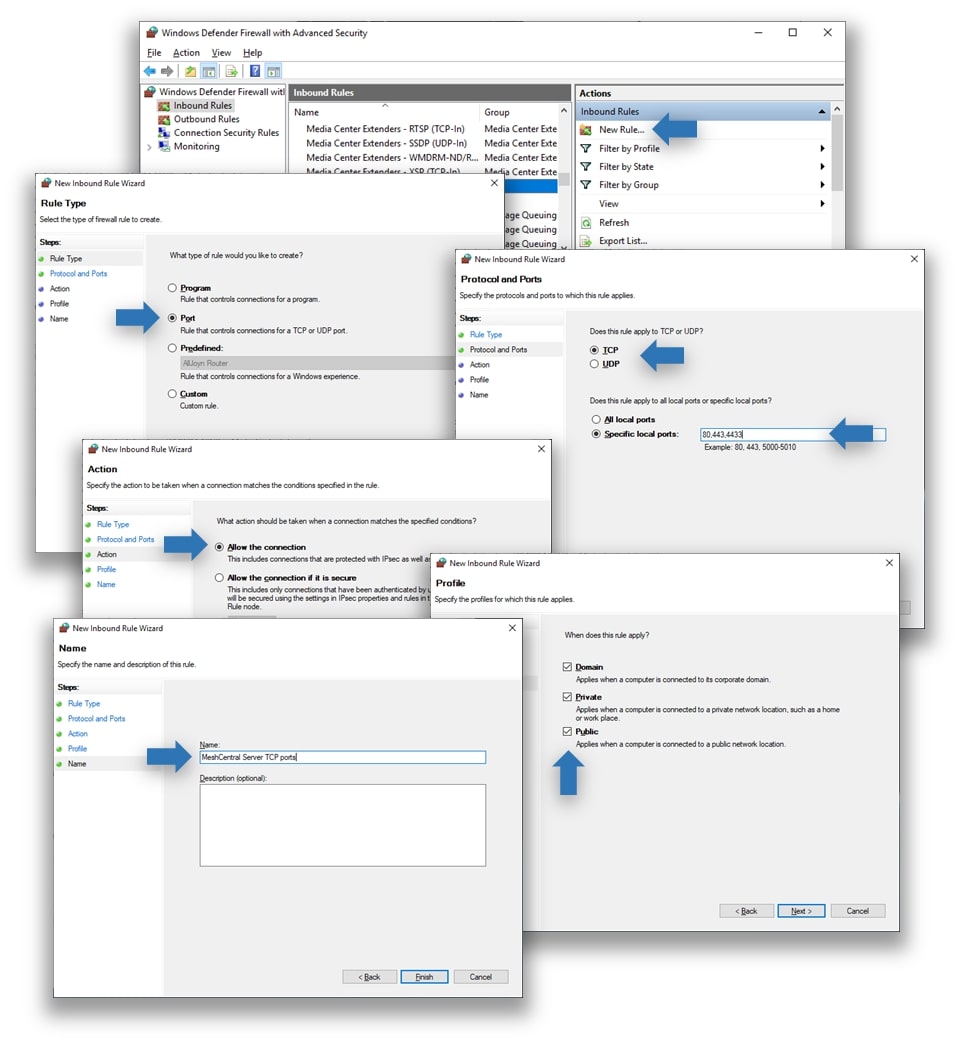 Windows Defender Firewall with Advanced Security
File Action View Help
Windows Defender Firewall with
Inbound Rules
Outbound Rules
Connection Security Rules
Monitoring
Inbound Rules
Name Group
Media Center Extenders - RTSP (TCP-In) Media Center Exte
Media Center Extenders - SSDP (UDP-In) Media Center Exte
Media Center Extenders - WMDRM-ND/R... Media Center Exte
Media Center Extenders - XSP (TCP-In) Media Center Exte
age Queuing
age Queuing
age Queuing
Actions
Inbound Rules
New Rule...
Filter by Profile
Filter by State
Filter by Group
View
Refresh
Export List...
New Inbound Rule Wizard
Rule Type
Select the type of firewall rule to create.
Steps:
Rule Type
Protocol and Ports
Action
Profile
Name
What type of rule would you like to create?
Program
Rule that controls connections for a program.
Port
Rule that controls connections for a TCP or UDP port.
Predefined:
AllJoyn Router
Rule that controls connections for a Windows experience.
Custom
Custom rule.
New Inbound Rule Wizard
Protocol and Ports
Specify the protocols and ports to which this rule applies.
Steps:
Rule Type
Protocol and Ports
Action
Profile
Name
Does this rule apply to TCP or UDP?
TCP
UDP
Does this rule apply to all local ports or specific local ports?
All local ports
Specific local ports: 80,443,4433
Example: 80, 443, 5000-5010
New Inbound Rule Wizard
Action
Specify the action to be taken when a connection matches the conditions specified in the rule.
Steps:
Rule Type
Protocol and Ports
Action
Profile
Name
What action should be taken when a connection matches the specified conditions?
Allow the connection
This includes connections that are protected with IPsec as well as
Allow the connection if it is secure
This includes only connections that have been authenticated by u
will be secured using the settings in IPsec properties and rules in t
Rule node.
New Inbound Rule Wizard
Profile
Specify the profiles for which this rule applies.
When does this rule apply?
Domain
Applies when a computer is connected to its corporate domain.
Private
Applies when a computer is connected to a private network location, such as a home
or work place.
Public
Applies when a computer is connected to a public network location.
< Back Next > Cancel
New Inbound Rule Wizard
Name
Specify the name and description of this rule.
Steps:
Rule Type
Protocol and Ports
Action
Profile
Name
Name:
MeshCentral Server TCP ports
Description (optional):
< Back Finish Cancel